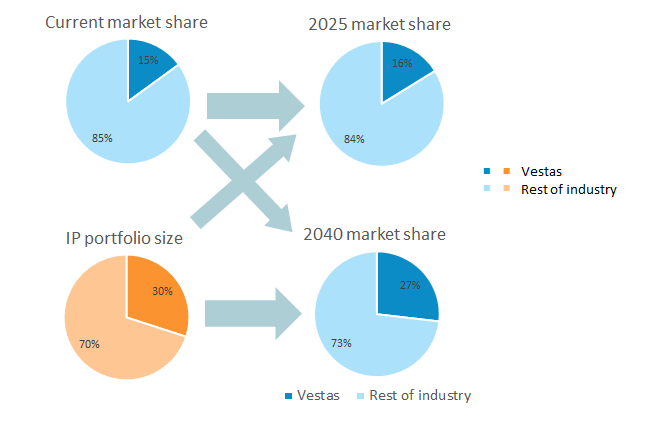 Current market share
15%
85%
2025 market share
16%
84%
Vestas
Rest of industry
IP portfolio size
30%
70%
2040 market share
27%
73%
Vestas Rest of industry